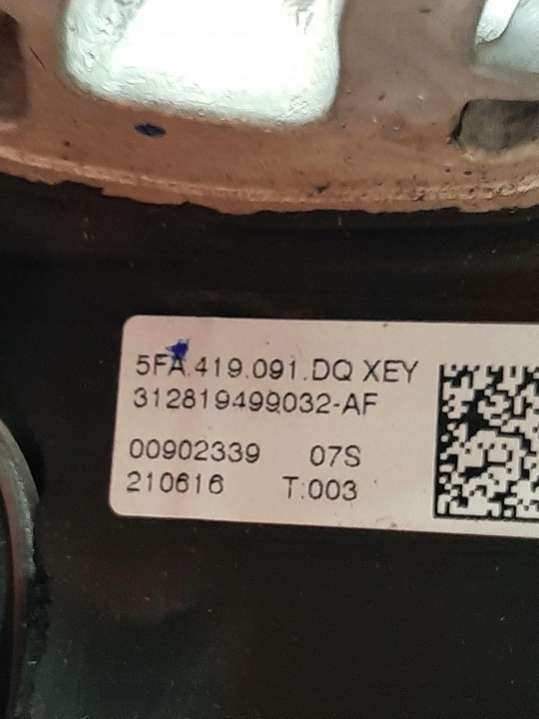 5FA.419.091.DQ XEY
312819499032-AF
00902339 07S
210616 T:003